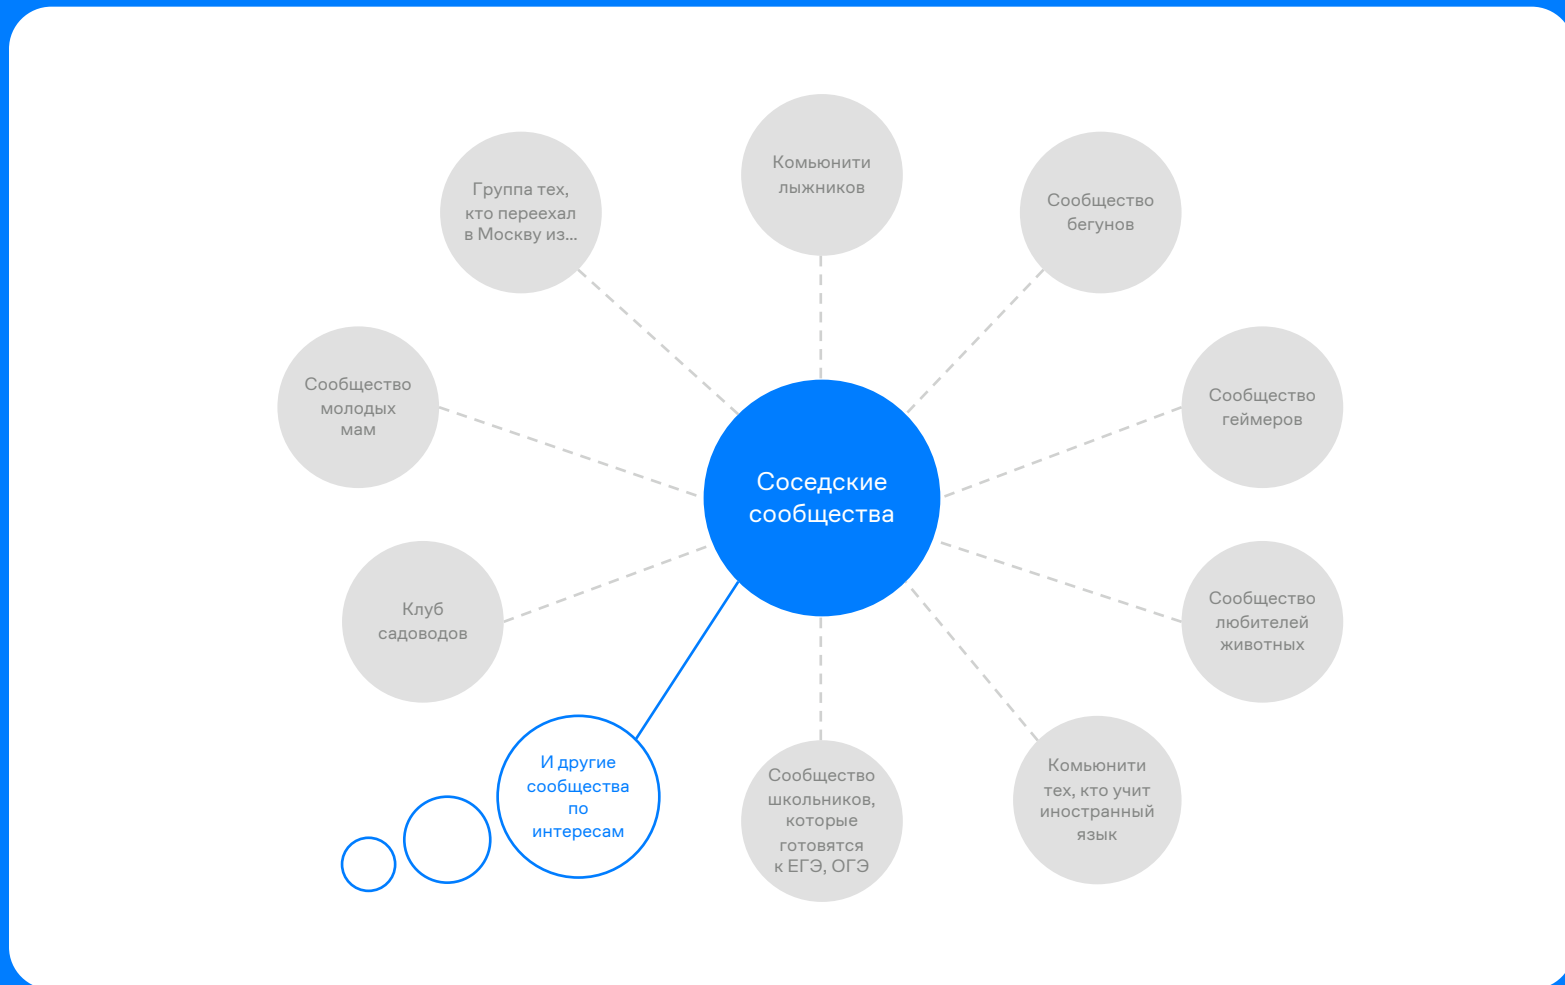 Комьюнити
лыжников
Группа тех,
кто переехал
в Москву из...
Сообщество
бегунов
Сообщество
молодых
мам
Сообщество
геймеров
Соседские
сообщества
Клуб
садоводов
Сообщество
любителей
животных
И другие
сообщества
по
интересам
Сообщество
школьников,
которые
готовятся
к ЕГЭ, ОГЭ
Комьюнити
тех, кто учит
иностранный
язык